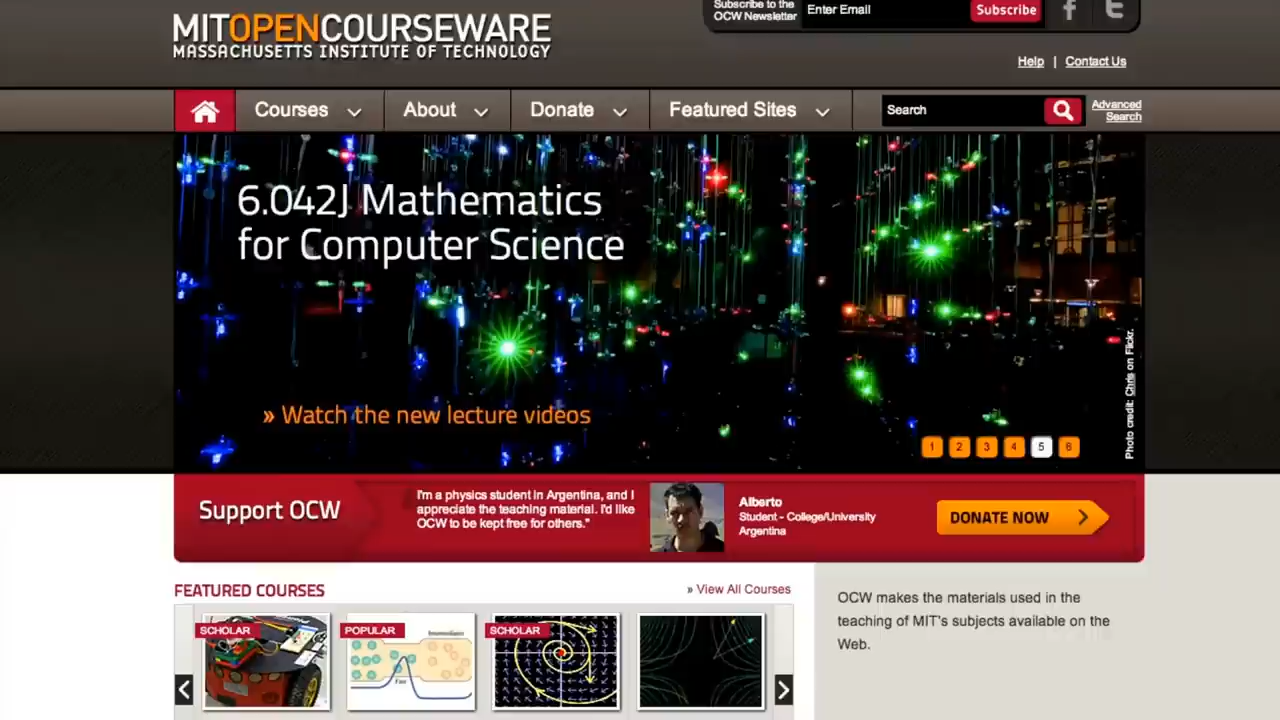 MITOPENCOURSEWARE
MASSACHUSETTS INSTITUTE OF TECHNOLOGY
Subscribe to the
OCW Newsletter
Enter Email
Subscribe
Help | Contact Us
Courses
About
Donate
Featured Sites
Search
Advanced
Search
6.042J Mathematics
for Computer Science
» Watch the new lecture videos
1 2 3 4 5 6
Photo credit: Chris on Flickr.
Support OCW
I'm a physics student in Argentina, and I
appreciate the teaching material. I'd like
OCW to be kept free for others."
Alberto
Student - College/University
Argentina
DONATE NOW
FEATURED COURSES
» View All Courses
SCHOLAR
POPULAR
SCHOLAR
OCW makes the materials used in the
teaching of MIT's subjects available on the
Web.